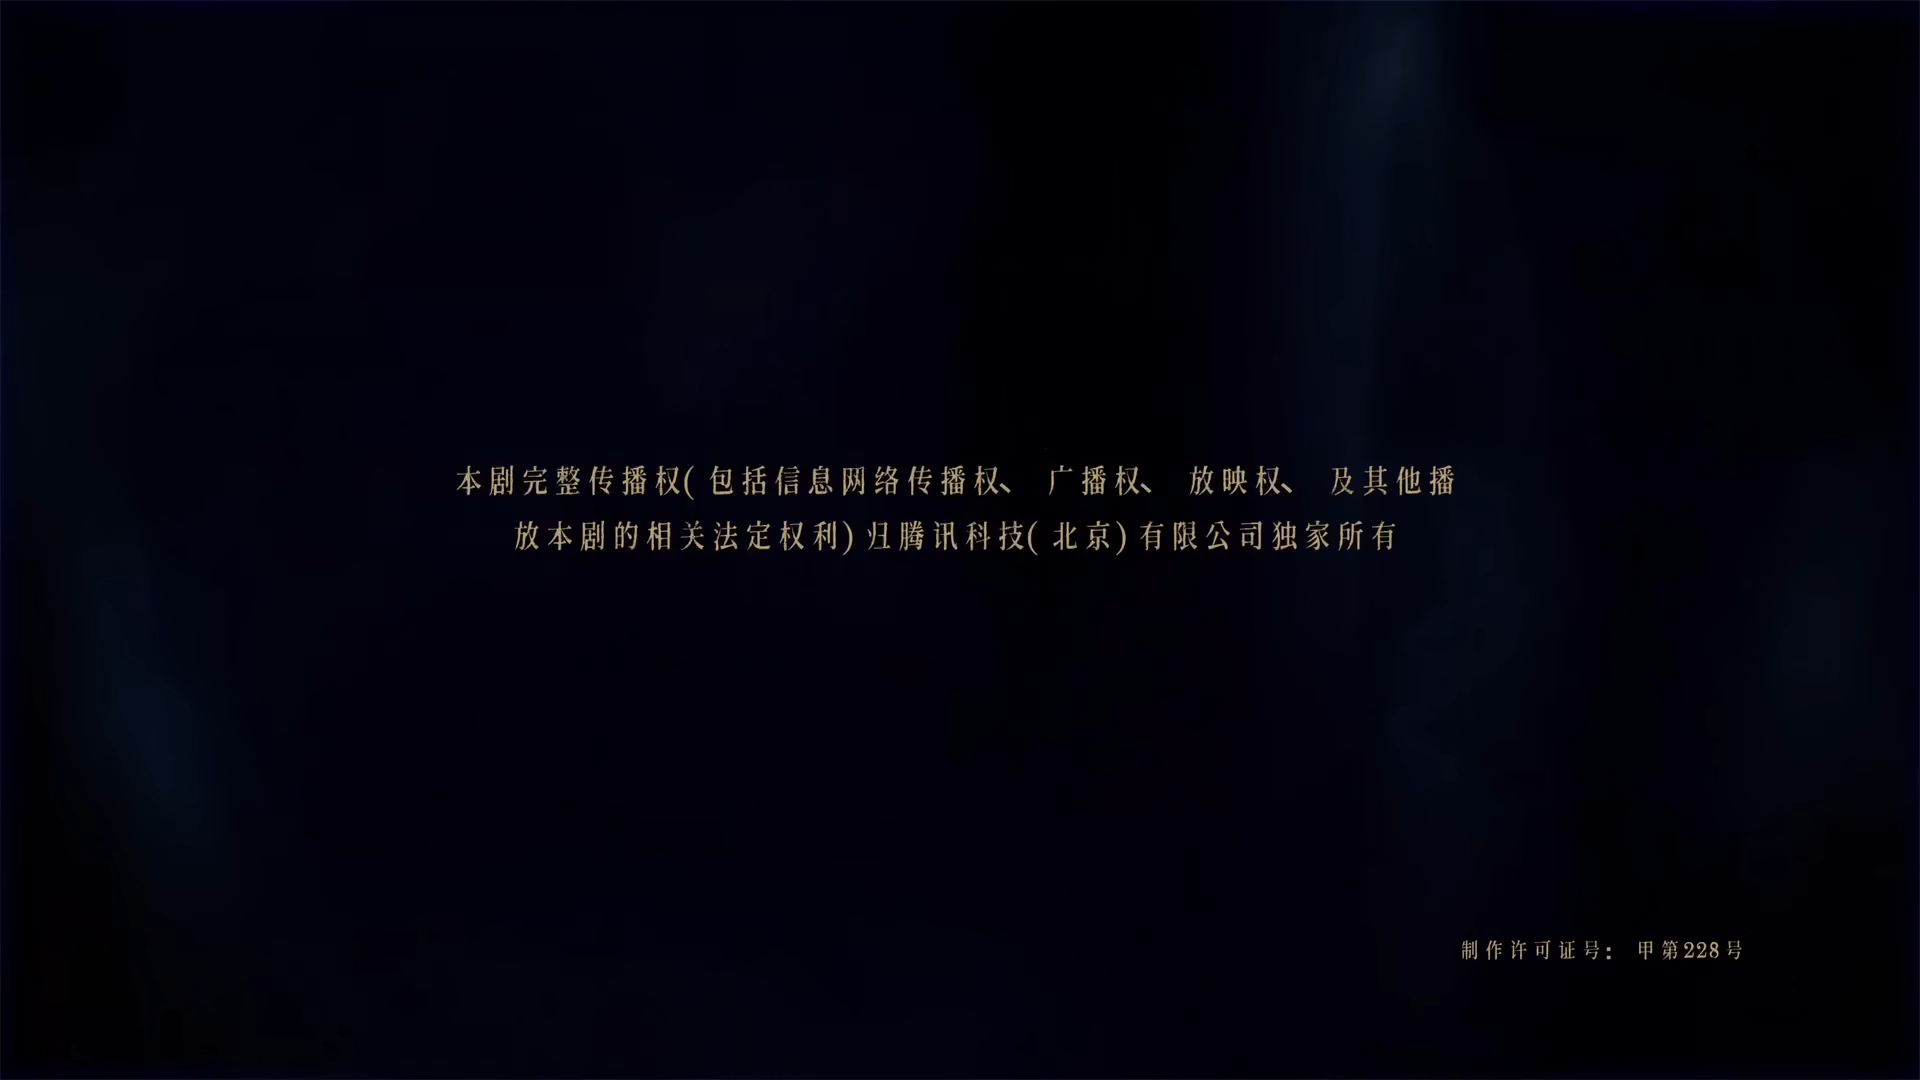 本剧完整传播权(包括信息网络传播权、广播权、放映权、及其他播
放本剧的相关法定权利)归腾讯科技(北京)有限公司独家所有
制作许可证号：甲第228号